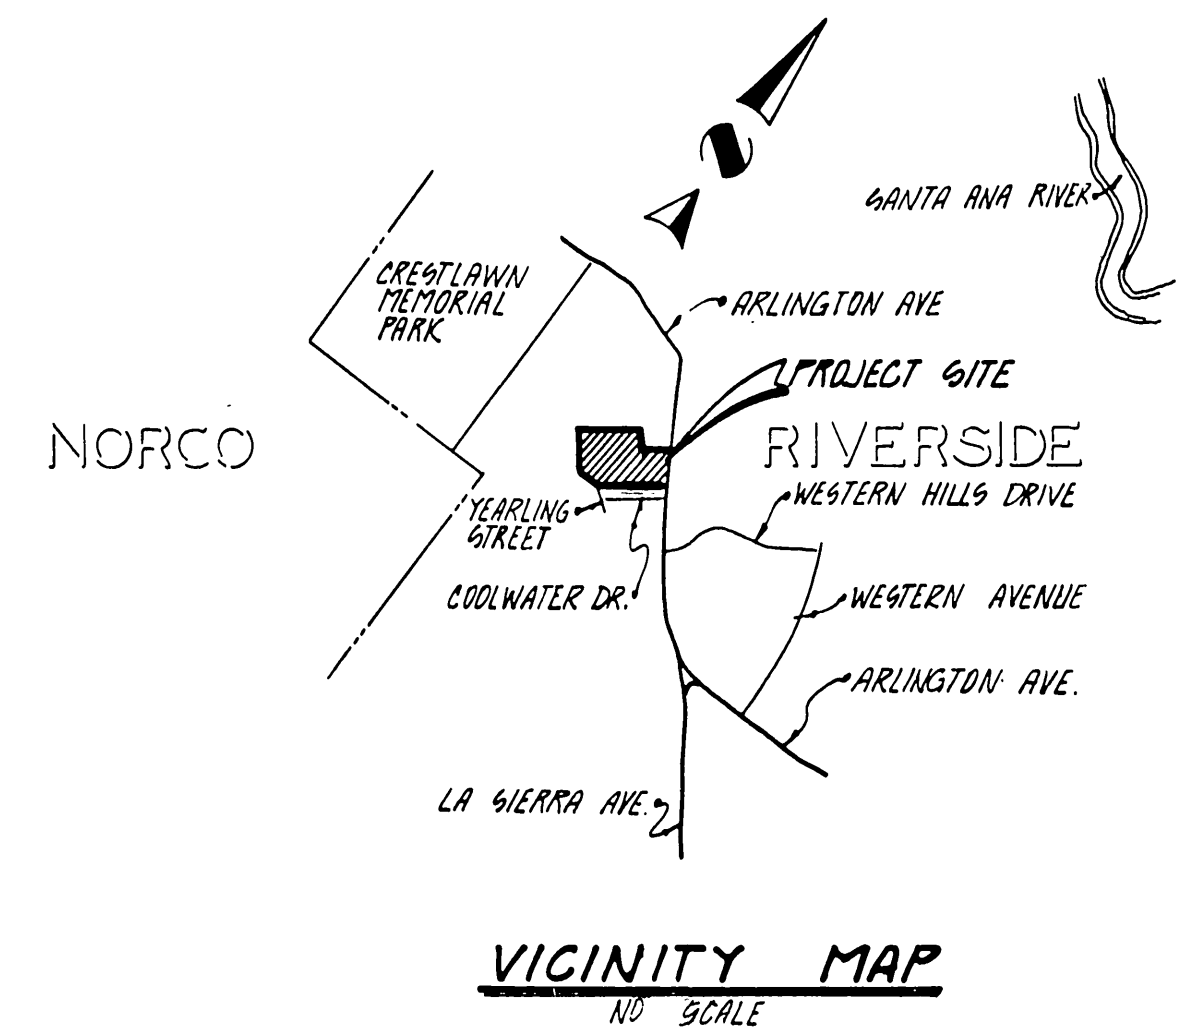 SANTA ANA RIVER
CRESTLAWN
MEMORIAL
PARK
ARLINGTON AVE
PROJECT SITE
NORCO
RIVERSIDE
WESTERN HILLS DRIVE
YEARLING
STREET
COOLWATER DR.
WESTERN AVENUE
ARLINGTON AVE.
LA SIERRA AVE.
VICINITY MAP
NO SCALE